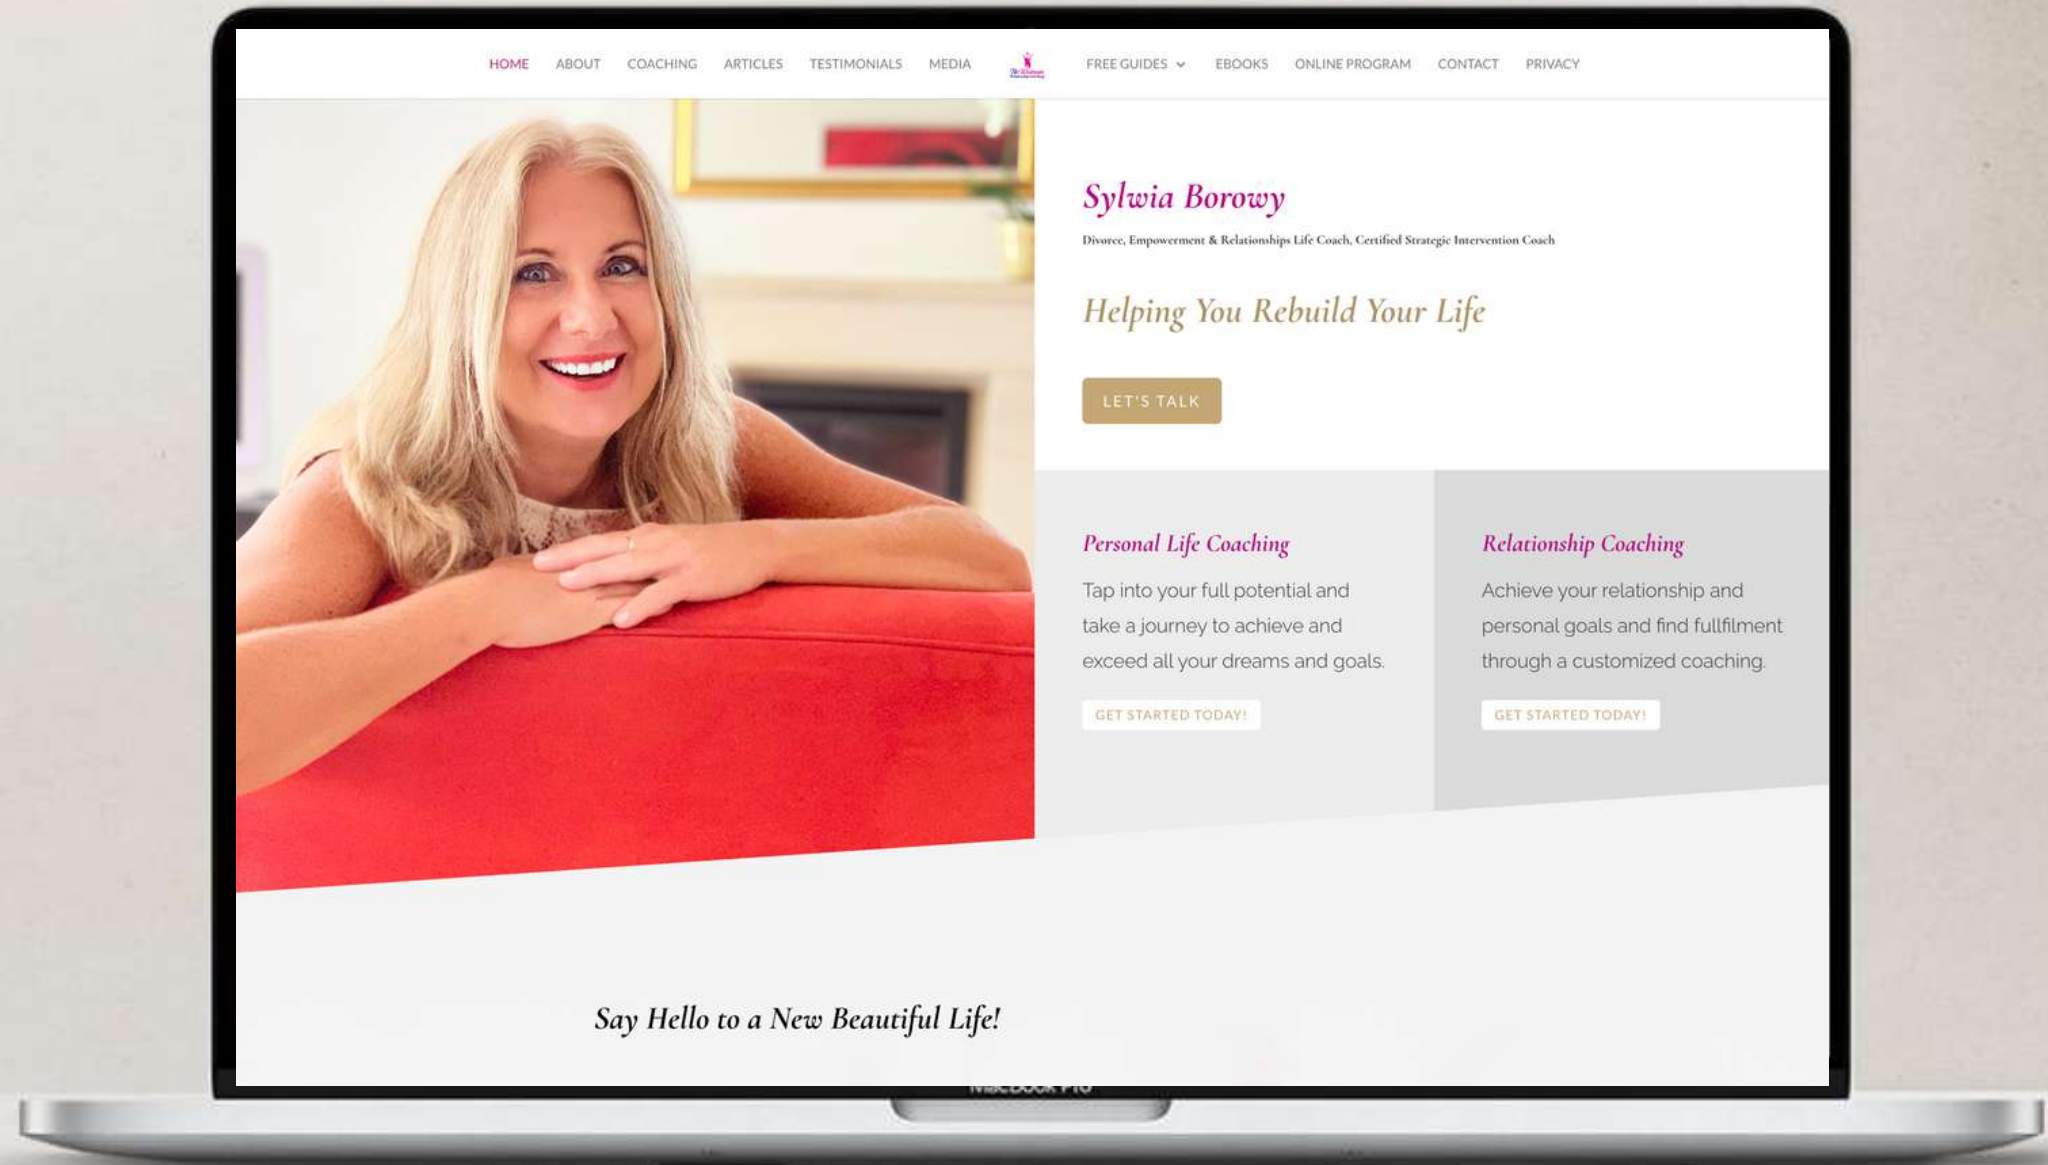 HOME ABOUT COACHING ARTICLES TESTIMONIALS MEDIA FREE GUIDES EBOOKS ONLINE PROGRAM CONTACT PRIVACY
Sylwia Borowy
Divorce, Empowerment & Relationships Life Coach, Certified Strategic Intervention Coach
Helping You Rebuild Your Life
LET'S TALK
Personal Life Coaching
Tap into your full potential and
take a journey to achieve and
exceed all your dreams and goals.
GET STARTED TODAY!
Relationship Coaching
Achieve your relationship and
personal goals and find fullfilment
through a customized coaching.
GET STARTED TODAY!
Say Hello to a New Beautiful Life!
MacBook Pro